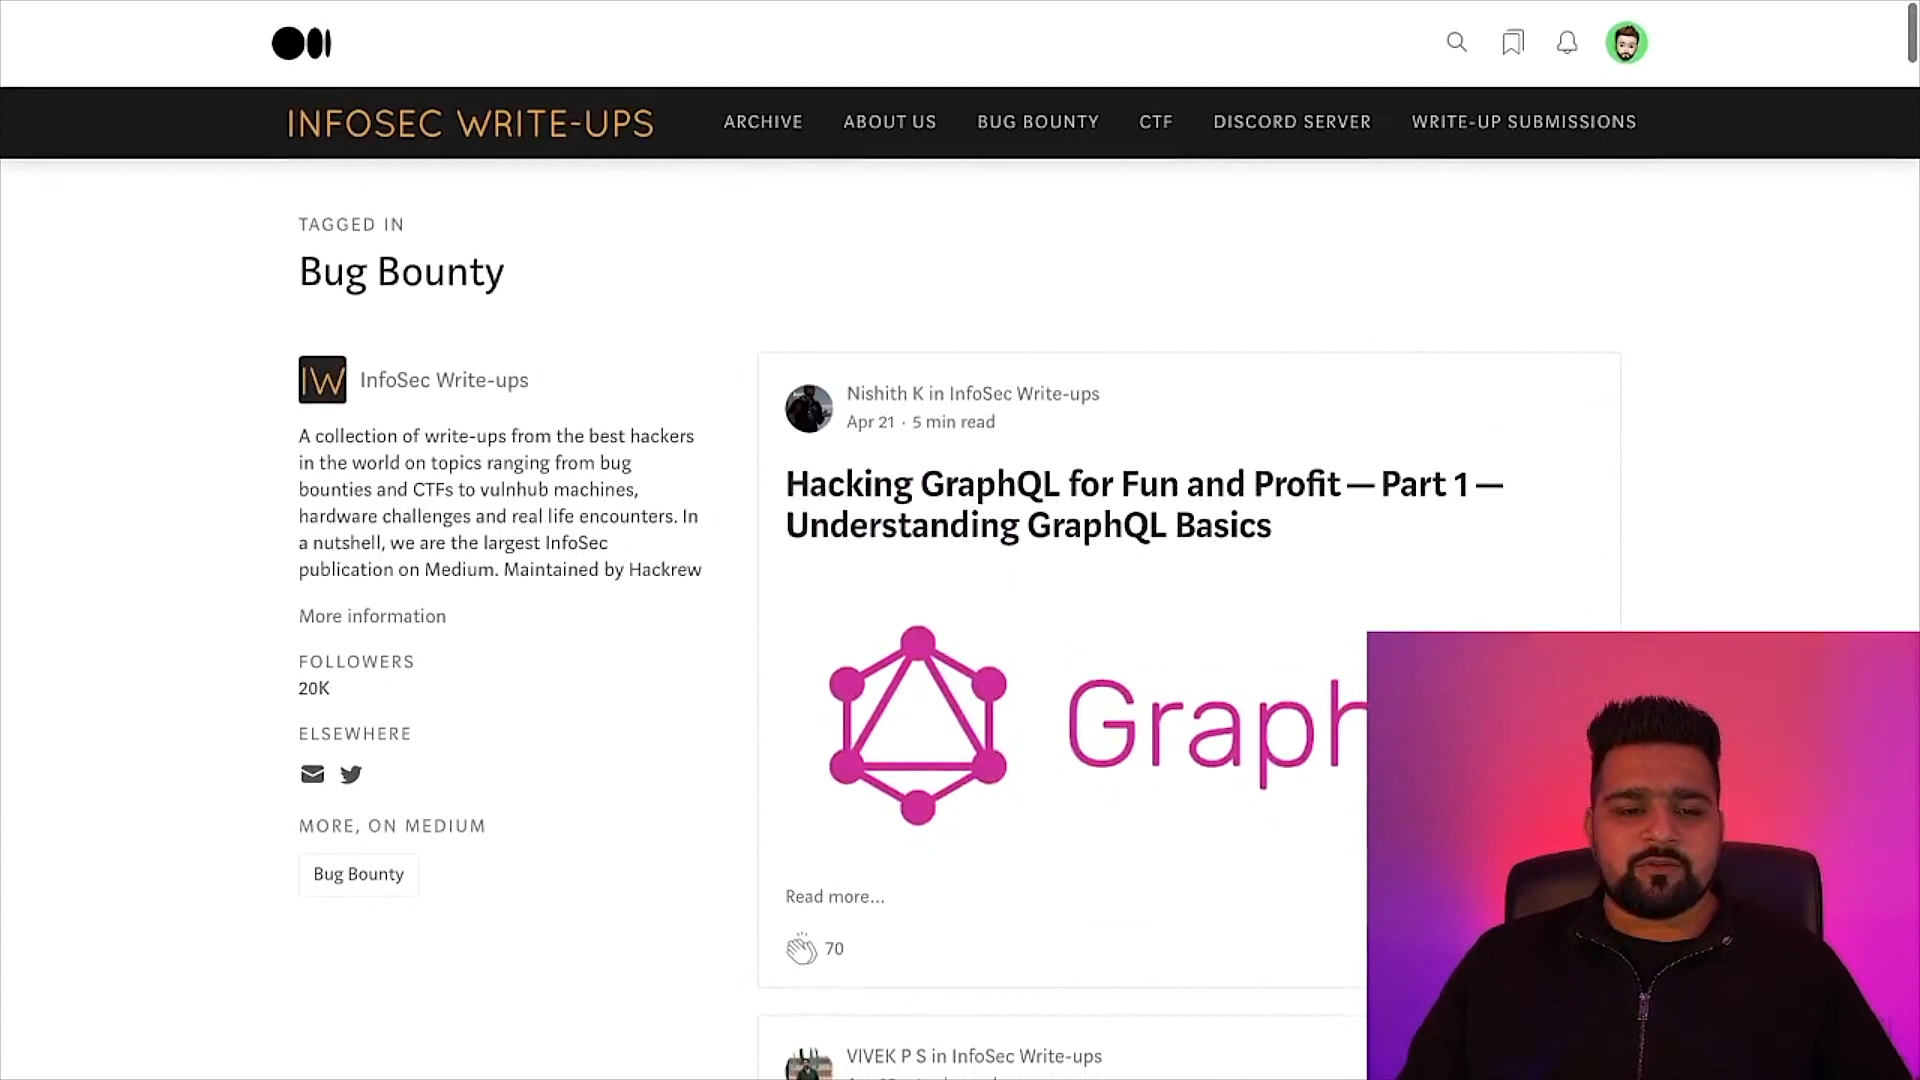 INFOSEC WRITE-UPS
ARCHIVE
ABOUT US
BUG BOUNTY
CTF
DISCORD SERVER
WRITE-UP SUBMISSIONS
TAGGED IN
Bug Bounty
IW
InfoSec Write-ups
A collection of write-ups from the best hackers
in the world on topics ranging from bug
bounties and CTFs to vulnhub machines,
hardware challenges and real life encounters. In
a nutshell, we are the largest InfoSec
publication on Medium. Maintained by Hackrew
More information
FOLLOWERS
20K
ELSEWHERE
MORE, ON MEDIUM
Bug Bounty
Nishith K in InfoSec Write-ups
Apr 21 · 5 min read
Hacking GraphQL for Fun and Profit — Part 1 —
Understanding GraphQL Basics
Graph
Read more...
70
VIVEK P S in InfoSec Write-ups